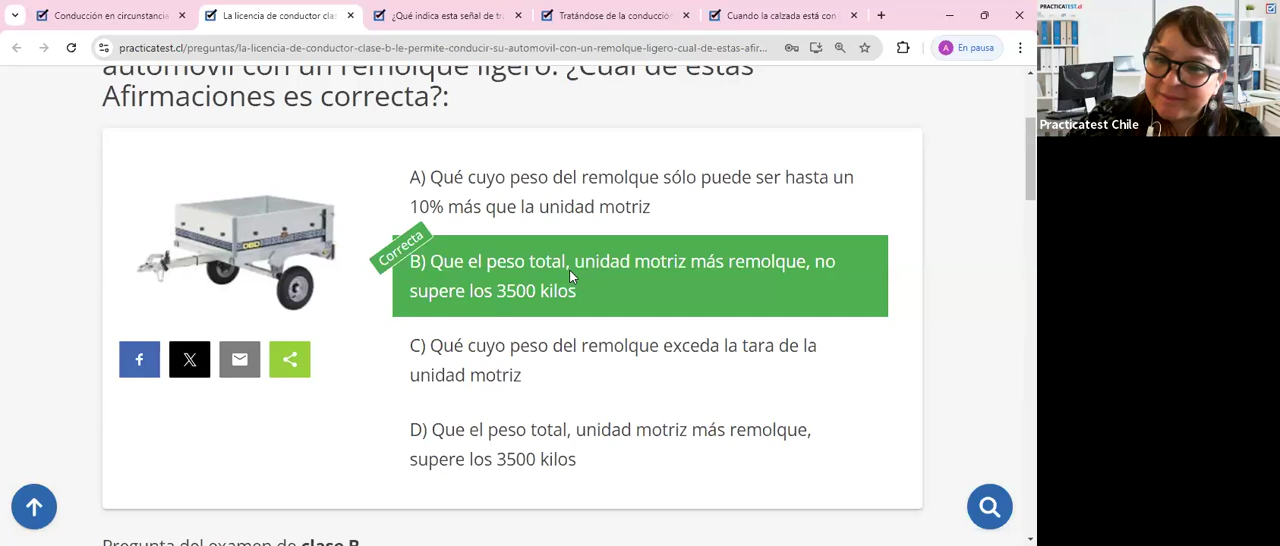 Conducción en circunstancia
La licencia de conductor cla
¿Qué indica esta señal de tr
Tratándose de la conducció
Cuando la calzada está con
practicatest.cl/preguntas/la-licencia-de-conductor-clase-b-le-permite-conducir-su-automovil-con-un-remolque-ligero-cual-de-estas-afir...
A
En pausa
PRACTICATEST.cl
Practicatest Chile
automóvil con un remolque ligero. ¿Cuál de estas
Afirmaciones es correcta?:
A) Qué cuyo peso del remolque sólo puede ser hasta un
10% más que la unidad motriz
Correcta
B) Que el peso total, unidad motriz más remolque, no
supere los 3500 kilos
C) Qué cuyo peso del remolque exceda la tara de la
unidad motriz
D) Que el peso total, unidad motriz más remolque,
supere los 3500 kilos
Pregunta del examen de clase B